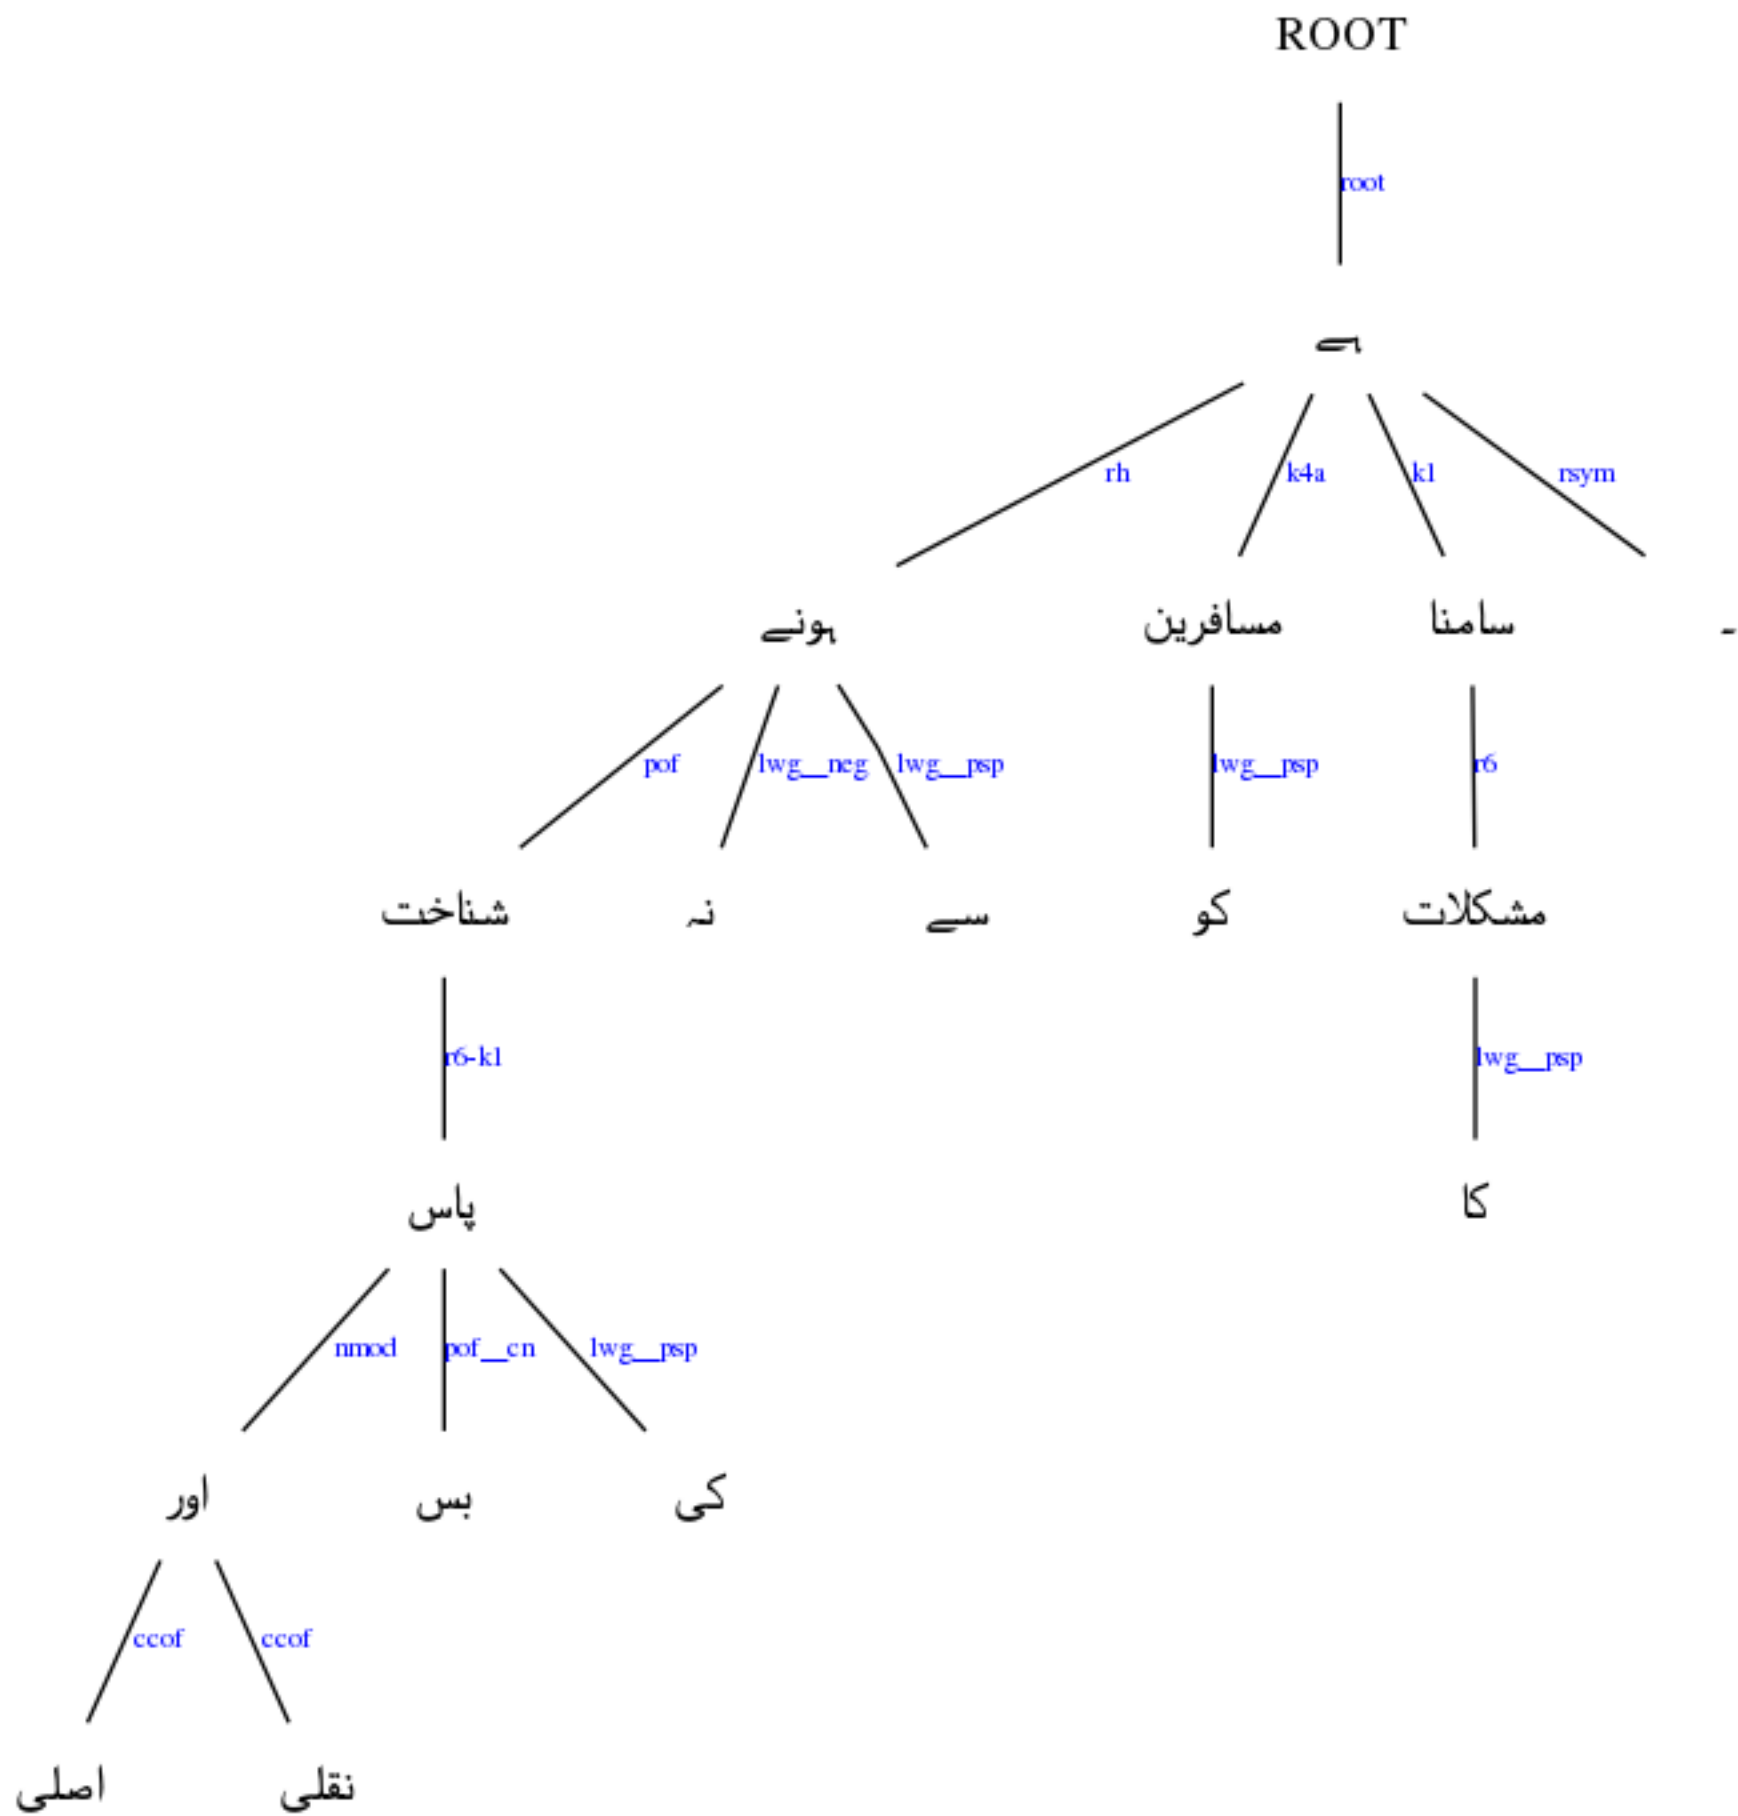 ROOT
root
ہے
rh k4a k1 rsym
ہونے مسافرین سامنا ۔
pof lwg__neg lwg__psp lwg__psp r6
شناخت نہ سے کو مشکلات
r6-k1 lwg__psp
پاس کا
nmod pof__cn lwg__psp
اور بس کی
ccof ccof
اصلی نقلی